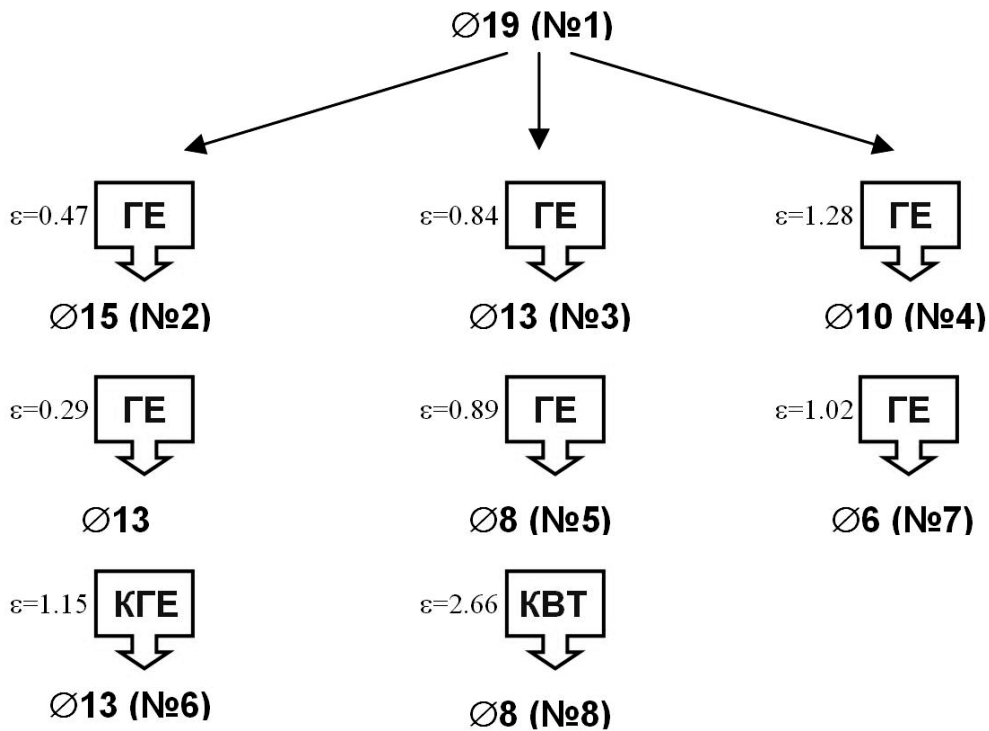 ∅19 (№1)
ε=0.47 ГЕ
ε=0.84 ГЕ
ε=1.28 ГЕ
∅15 (№2)
∅13 (№3)
∅10 (№4)
ε=0.29 ГЕ
ε=0.89 ГЕ
ε=1.02 ГЕ
∅13
∅8 (№5)
∅6 (№7)
ε=1.15 КГЕ
ε=2.66 КВТ
∅13 (№6)
∅8 (№8)